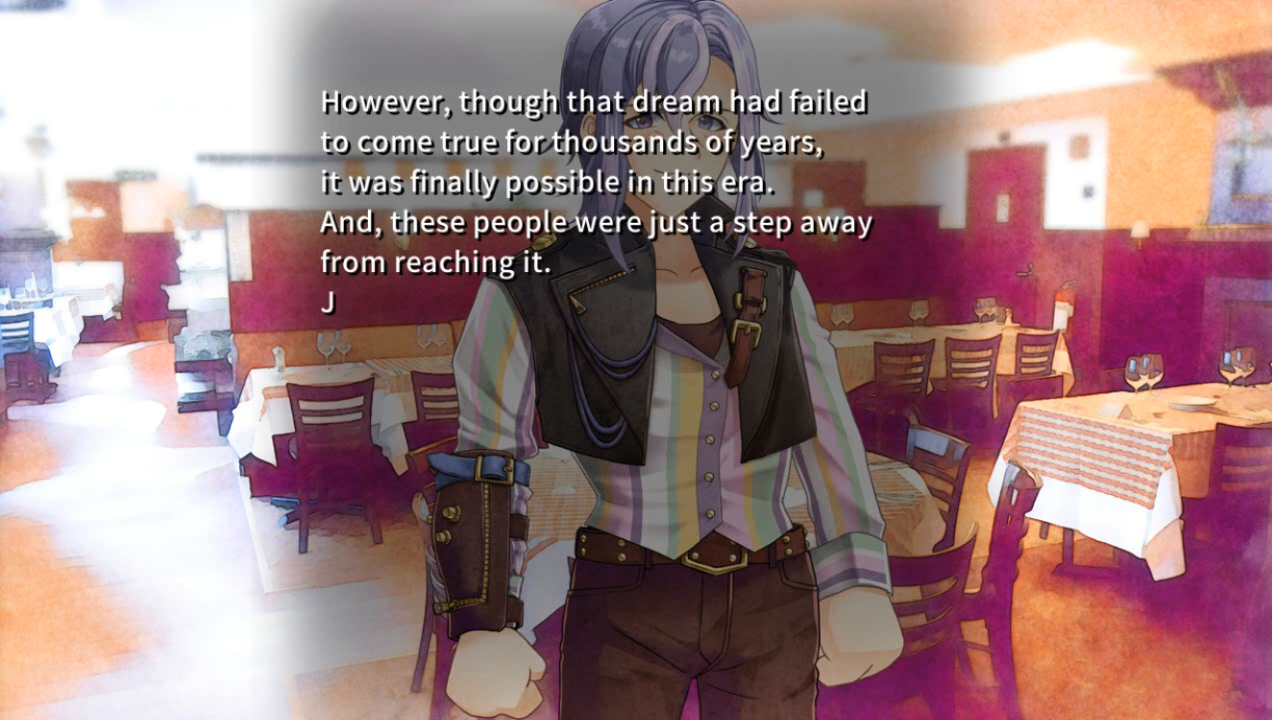 However, though that dream had failed
to come true for thousands of years,
it was finally possible in this era.
And, these people were just a step away
from reaching it.
J